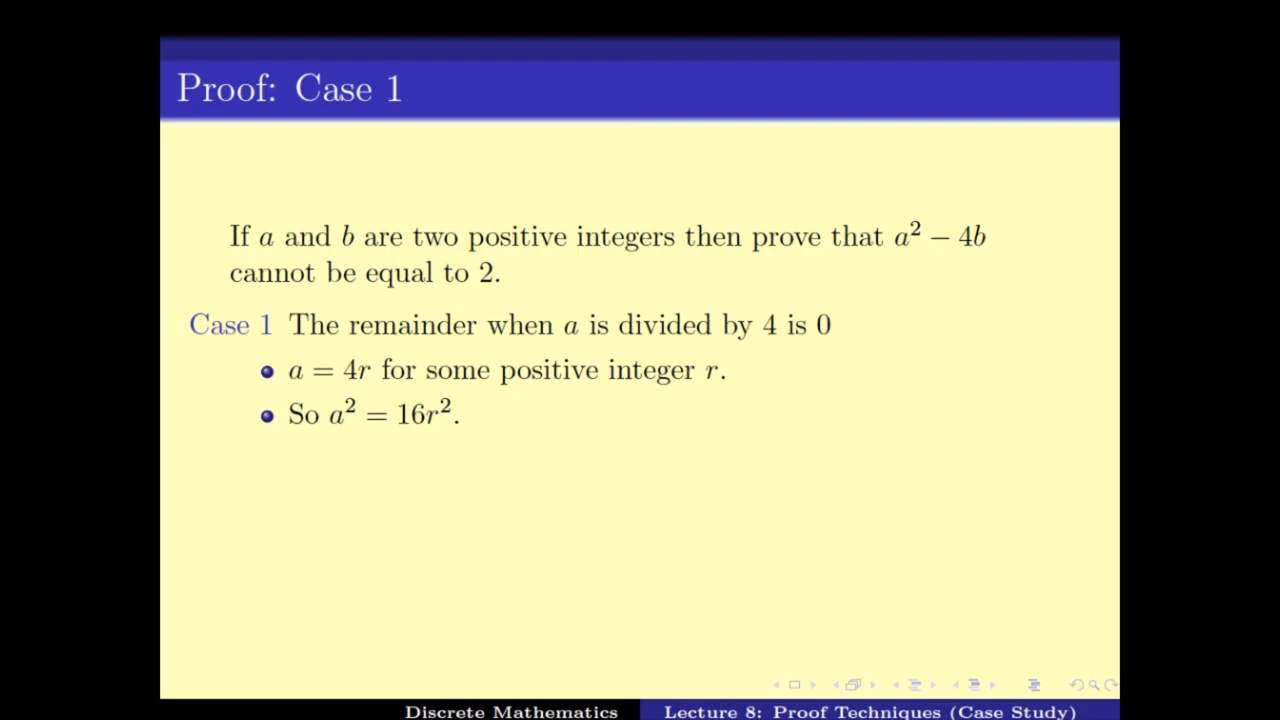 Proof: Case 1
If a and b are two positive integers then prove that a² − 4b
cannot be equal to 2.
Case 1 The remainder when a is divided by 4 is 0
• a = 4r for some positive integer r.
• So a² = 16r².
Discrete Mathematics Lecture 8: Proof Techniques (Case Study)